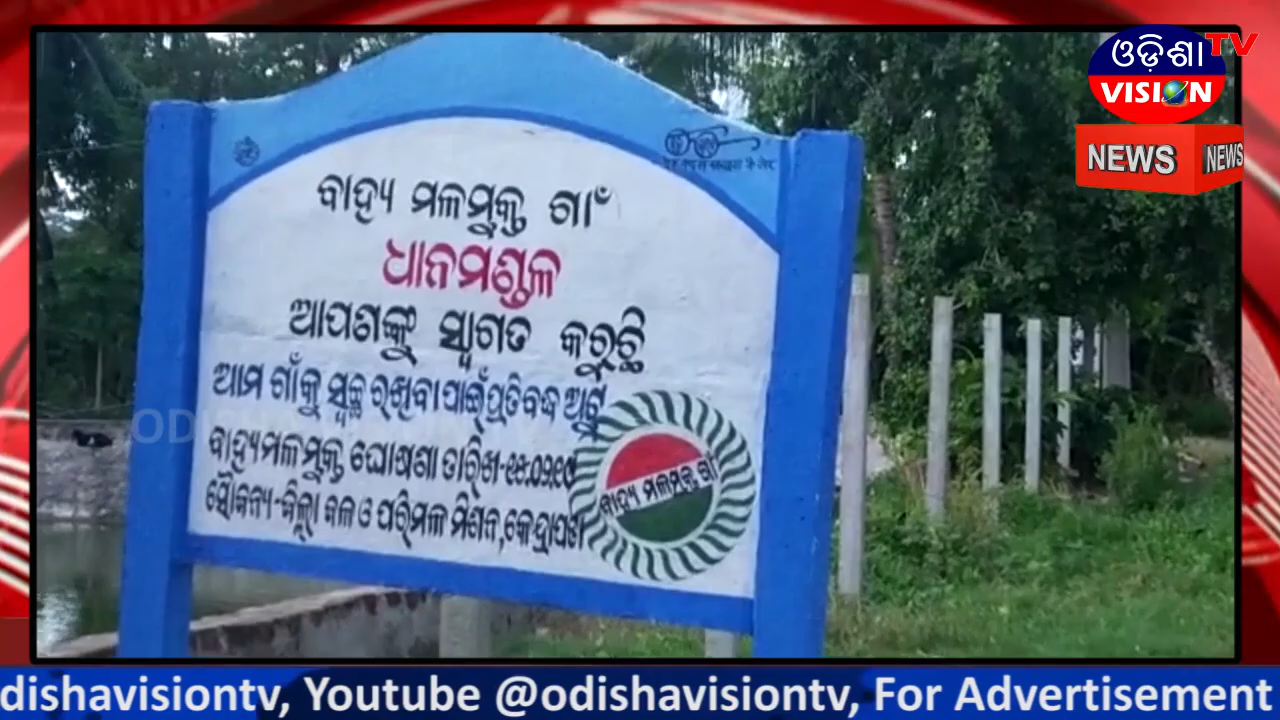 ଓଡ଼ିଶା TV
VISION
NEWS NEWS
ବାହ୍ୟ ମଳମୁକ୍ତ ଗାଁ
ଧାନମଣ୍ଡଳ
ଆପଣଙ୍କୁ ସ୍ୱାଗତ କରୁଚ୍ଛି
ଆମ ଗାଁକୁ ସ୍ୱଚ୍ଛ ରଖିବା ପାଇଁ ପ୍ରତିବଦ୍ଧ ଅଟୁ
ବାହ୍ୟମଳମୁକ୍ତ ଘୋଷଣା ତାରିଖ-
ସୌଜନ୍ୟ-ଜିଲ୍ଲା ଜଳ ଓ ପରିମଳ ମିଶନ, କେନ୍ଦ୍ରାପଡା
ବାହ୍ୟ ମଳମୁକ୍ତ ଗାଁ
dishavisiontv, Youtube @odishavisiontv, For Advertisement